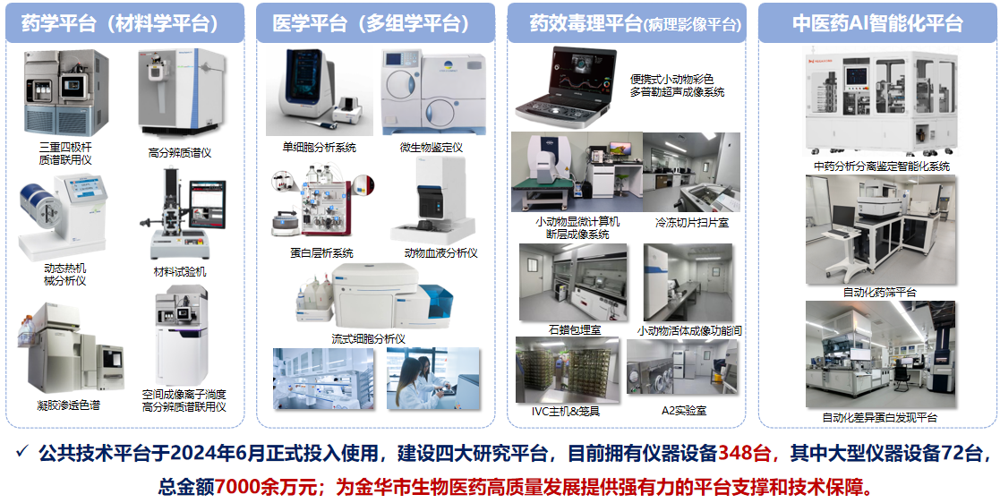 药学平台（材料学平台）
三重四极杆
质谱联用仪
高分辨质谱仪
动态热机
械分析仪
材料试验机
凝胶渗透色谱
空间成像离子淌度
高分辨质谱联用仪
医学平台（多组学平台）
单细胞分析系统
微生物鉴定仪
蛋白层析系统
动物血液分析仪
流式细胞分析仪
药效毒理平台(病理影像平台)
便携式小动物彩色
多普勒超声成像系统
小动物显微计算机
断层成像系统
冷冻切片扫片室
石蜡包埋室
小动物活体成像功能间
IVC主机&笼具
A2实验室
中医药AI智能化平台
中药分析分离鉴定智能化系统
自动化药筛平台
自动化差异蛋白发现平台
✓ 公共技术平台于2024年6月正式投入使用，建设四大研究平台，目前拥有仪器设备348台，其中大型仪器设备72台，
总金额7000余万元；为金华市生物医药高质量发展提供强有力的平台支撑和技术保障。